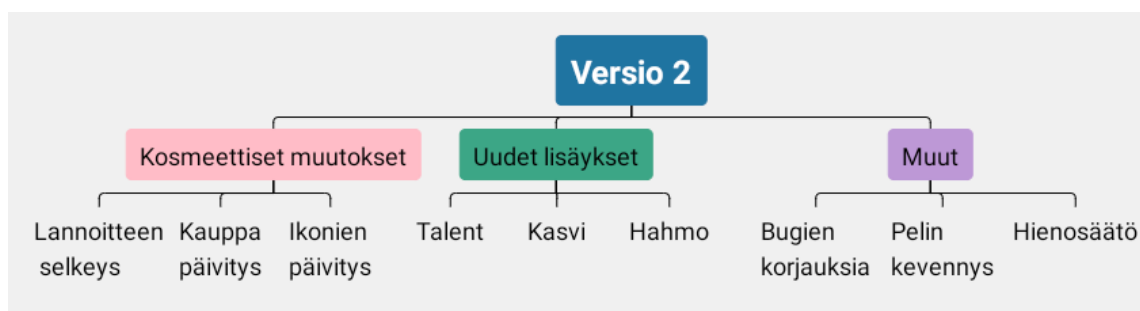 Versio 2
Kosmeettiset muutokset
Uudet lisäykset
Muut
Lannoitteen
selkeys
Kauppa
päivitys
Ikonien
päivitys
Talent
Kasvi
Hahmo
Bugien
korjauksia
Pelin
kevennys
Hienosäätö